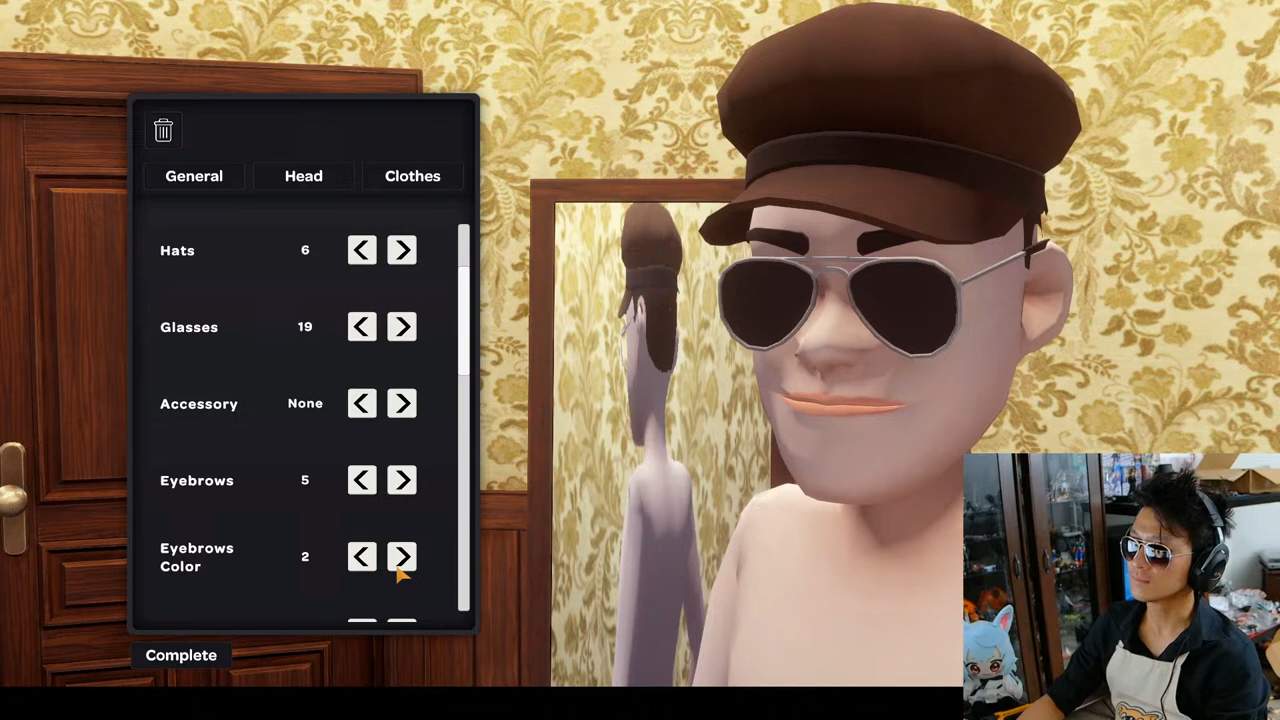 General Head Clothes
Hats 6
Glasses 19
Accessory None
Eyebrows 5
Eyebrows
Color 2
Complete